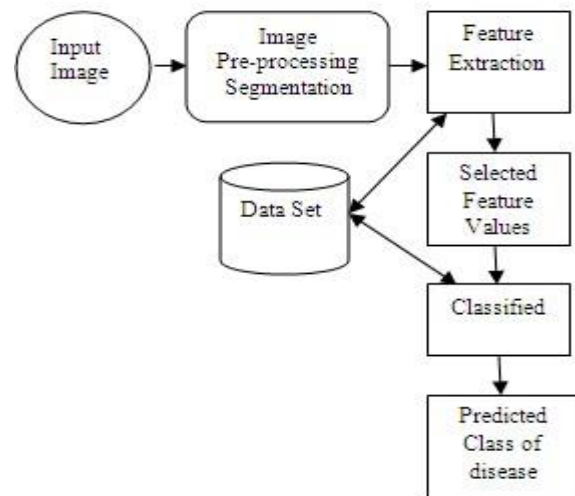 Input
Image
Image
Pre-processing
Segmentation
Feature
Extraction
Data Set
Selected
Feature
Values
Classified
Predicted
Class of
disease